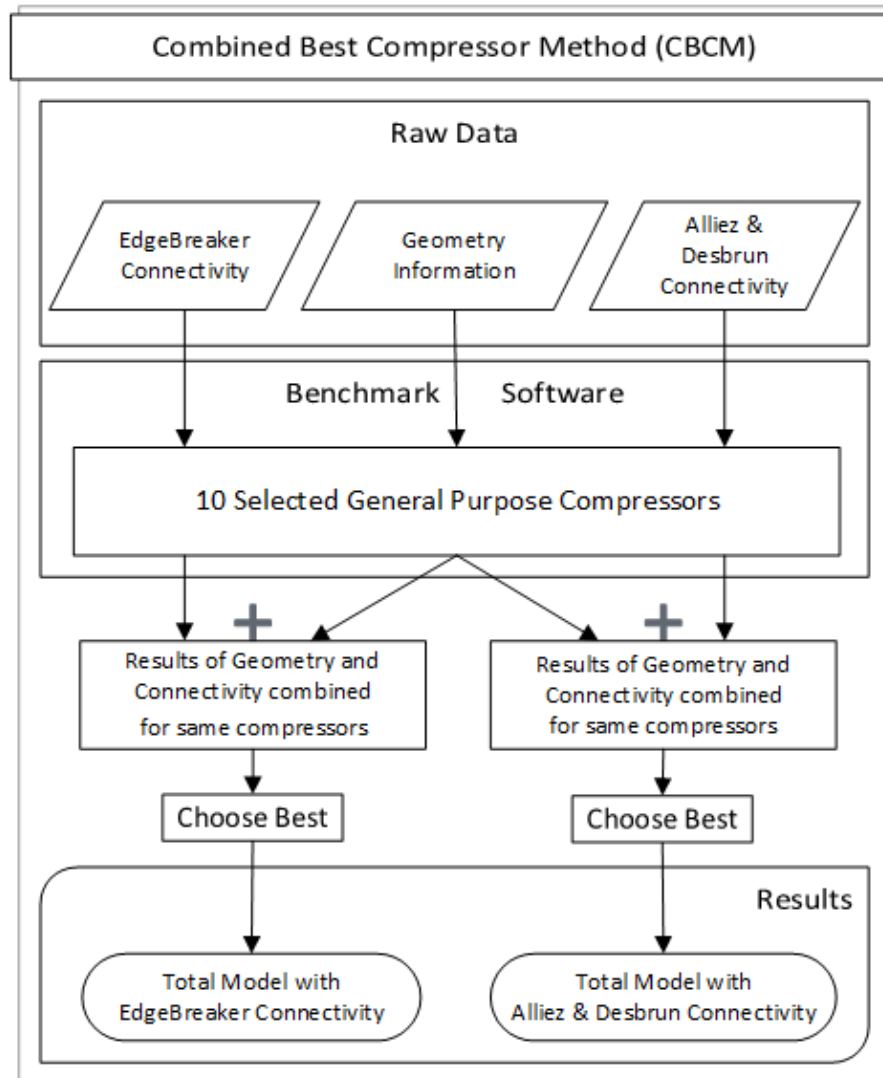 Combined Best Compressor Method (CBCM)
Raw Data
EdgeBreaker
Connectivity
Geometry
Information
Alliez &
Desbrun
Connectivity
Benchmark Software
10 Selected General Purpose Compressors
Results of Geometry and
Connectivity combined
for same compressors
Results of Geometry and
Connectivity combined
for same compressors
Choose Best
Choose Best
Results
Total Model with
EdgeBreaker Connectivity
Total Model with
Alliez & Desbrun Connectivity